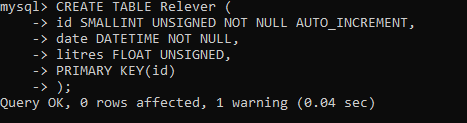 mysql> CREATE TABLE Relever (
-> id SMALLINT UNSIGNED NOT NULL AUTO_INCREMENT,
-> date DATETIME NOT NULL,
-> litres FLOAT UNSIGNED,
-> PRIMARY KEY(id)
-> );
Query OK, 0 rows affected, 1 warning (0.04 sec)